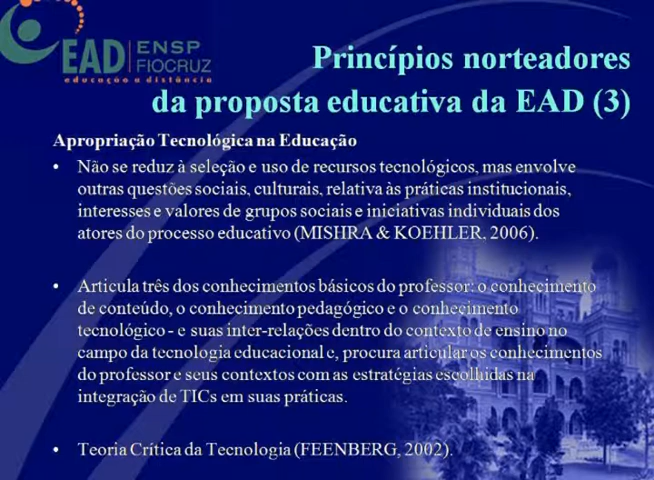 EAD ENSP
FIOCRUZ
educação a distância
Princípios norteadores
da proposta educativa da EAD (3)
Apropriação Tecnológica na Educação
• Não se reduz à seleção e uso de recursos tecnológicos, mas envolve
outras questões sociais, culturais, relativa às práticas institucionais,
interesses e valores de grupos sociais e iniciativas individuais dos
atores do processo educativo (MISHRA & KOEHLER, 2006).
• Articula três dos conhecimentos básicos do professor: o conhecimento
de conteúdo, o conhecimento pedagógico e o conhecimento
tecnológico - e suas inter-relações dentro do contexto de ensino no
campo da tecnologia educacional e, procura articular os conhecimentos
do professor e seus contextos com as estratégias escolhidas na
integração de TICs em suas práticas.
• Teoria Crítica da Tecnologia (FEENBERG, 2002).